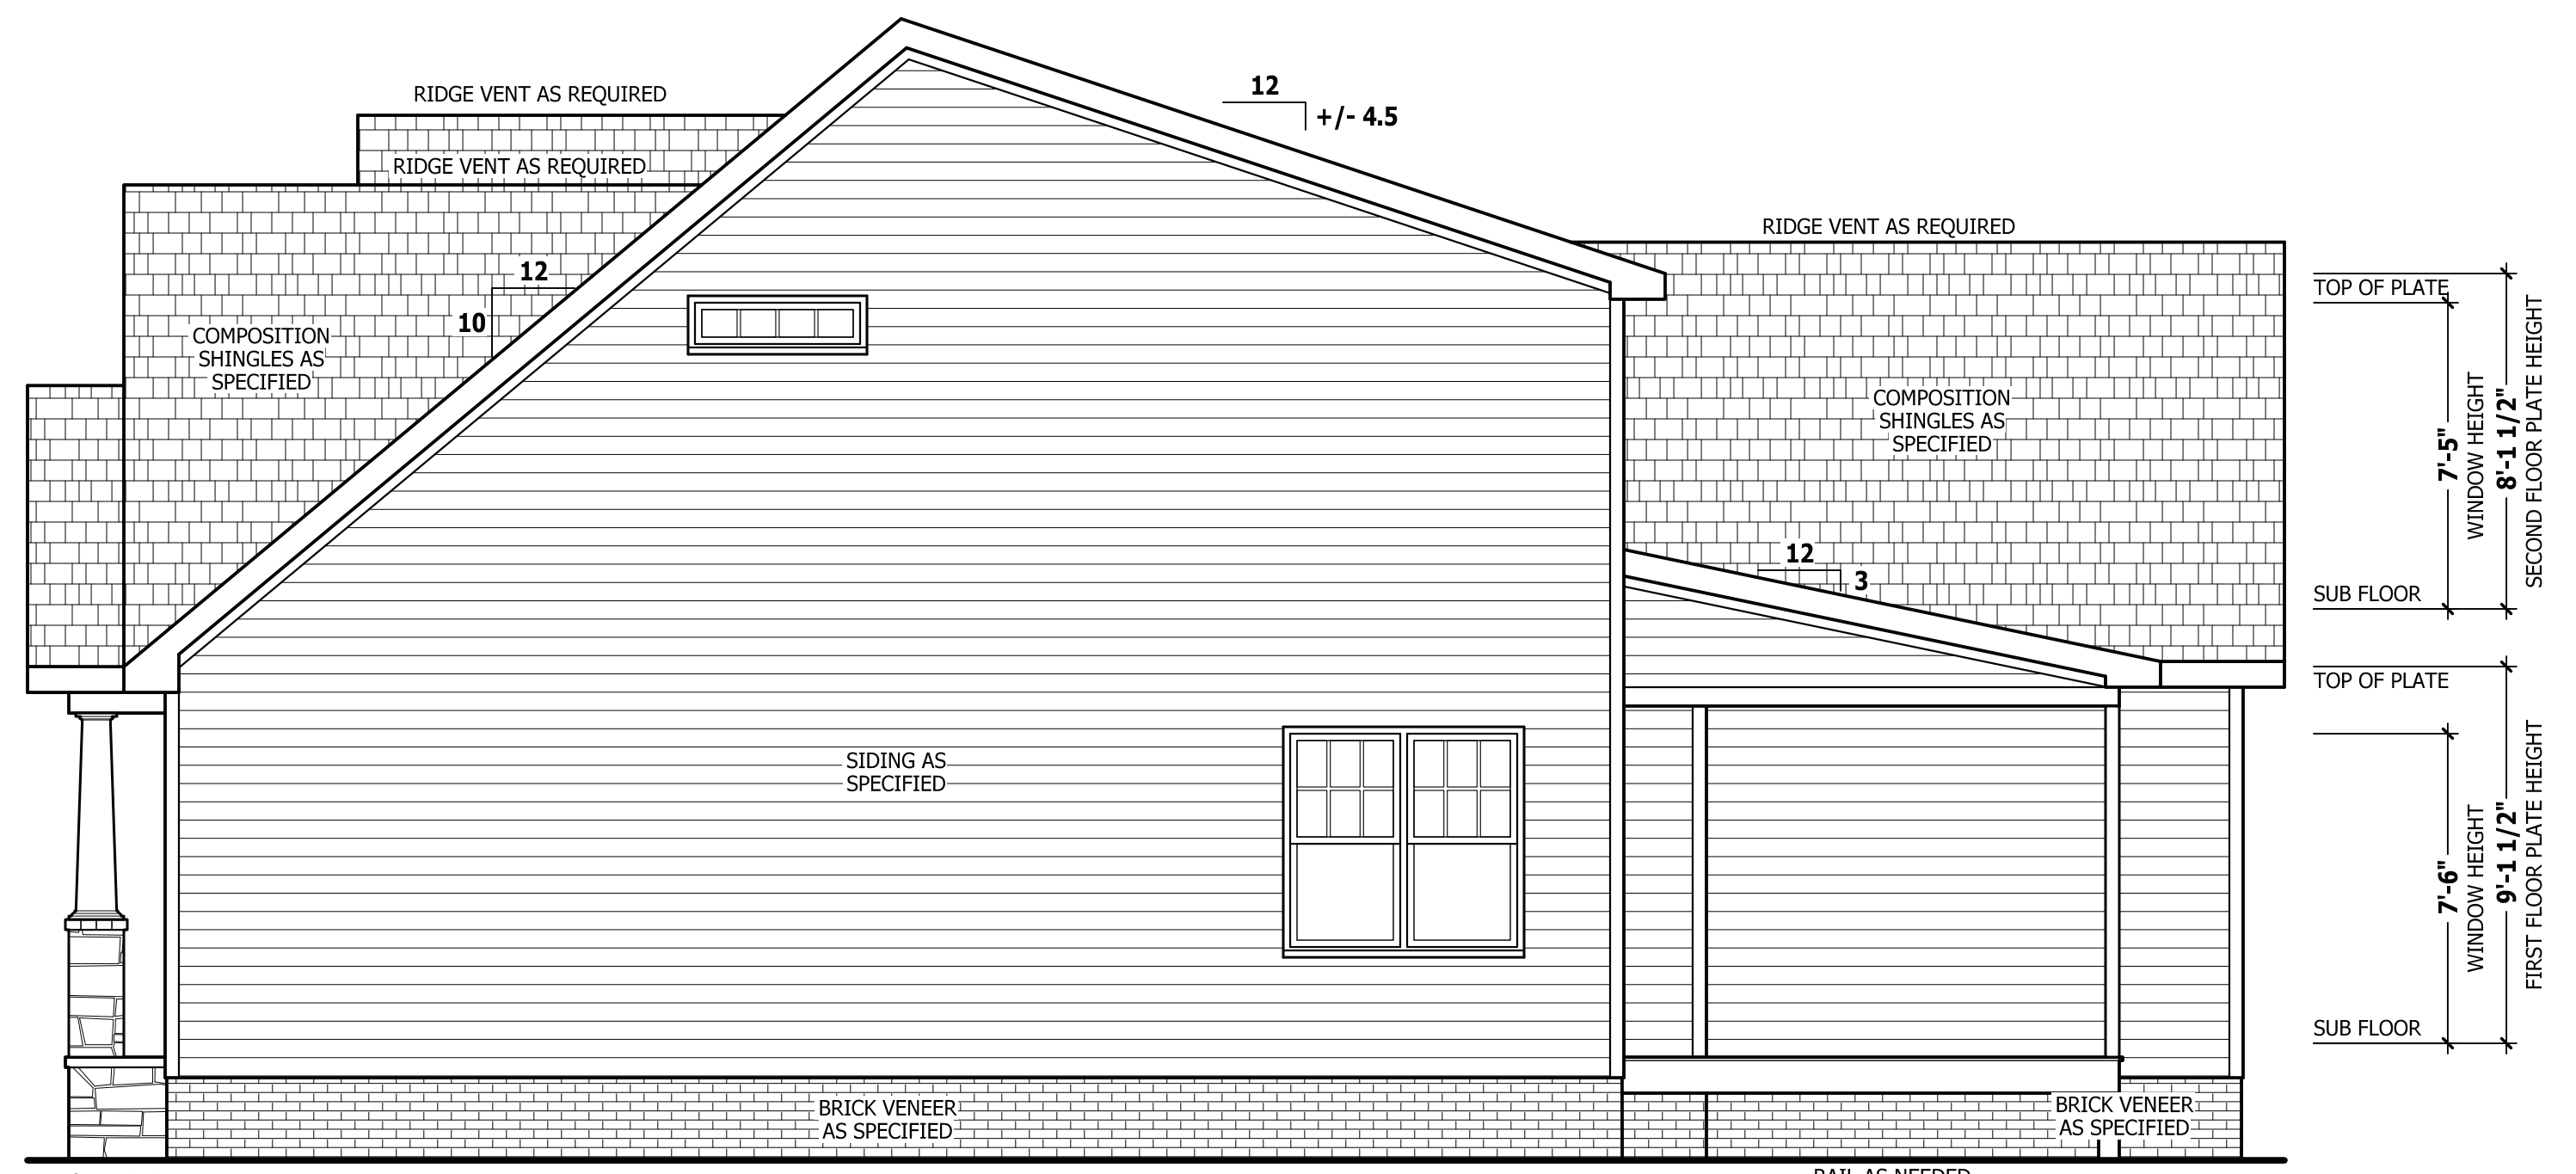 RIDGE VENT AS REQUIRED
12
+/- 4.5
RIDGE VENT AS REQUIRED
RIDGE VENT AS REQUIRED
12
10
COMPOSITION
SHINGLES AS
SPECIFIED
TOP OF PLATE
COMPOSITION
SHINGLES AS
SPECIFIED
7'-5"
WINDOW HEIGHT
8'-1 1/2"
SECOND FLOOR PLATE HEIGHT
12
3
SUB FLOOR
TOP OF PLATE
SIDING AS
SPECIFIED
7'-6"
WINDOW HEIGHT
9'-1 1/2"
FIRST FLOOR PLATE HEIGHT
SUB FLOOR
BRICK VENEER
AS SPECIFIED
BRICK VENEER
AS SPECIFIED
RAIL AS NEEDED